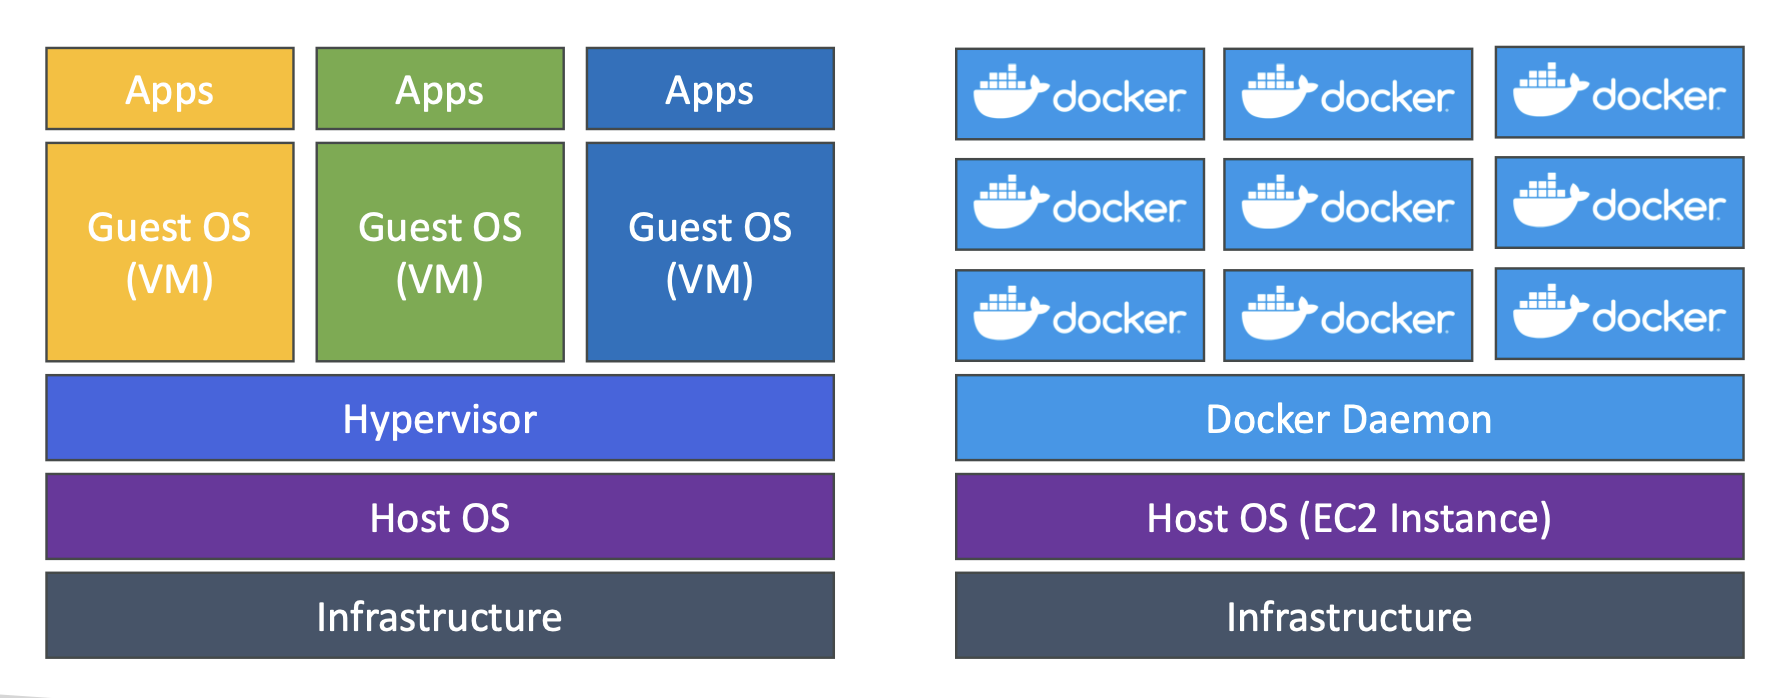 Apps
Apps
Apps
Guest OS
(VM)
Guest OS
(VM)
Guest OS
(VM)
Hypervisor
Host OS
Infrastructure
docker
docker
docker
docker
docker
docker
docker
docker
docker
Docker Daemon
Host OS (EC2 Instance)
Infrastructure